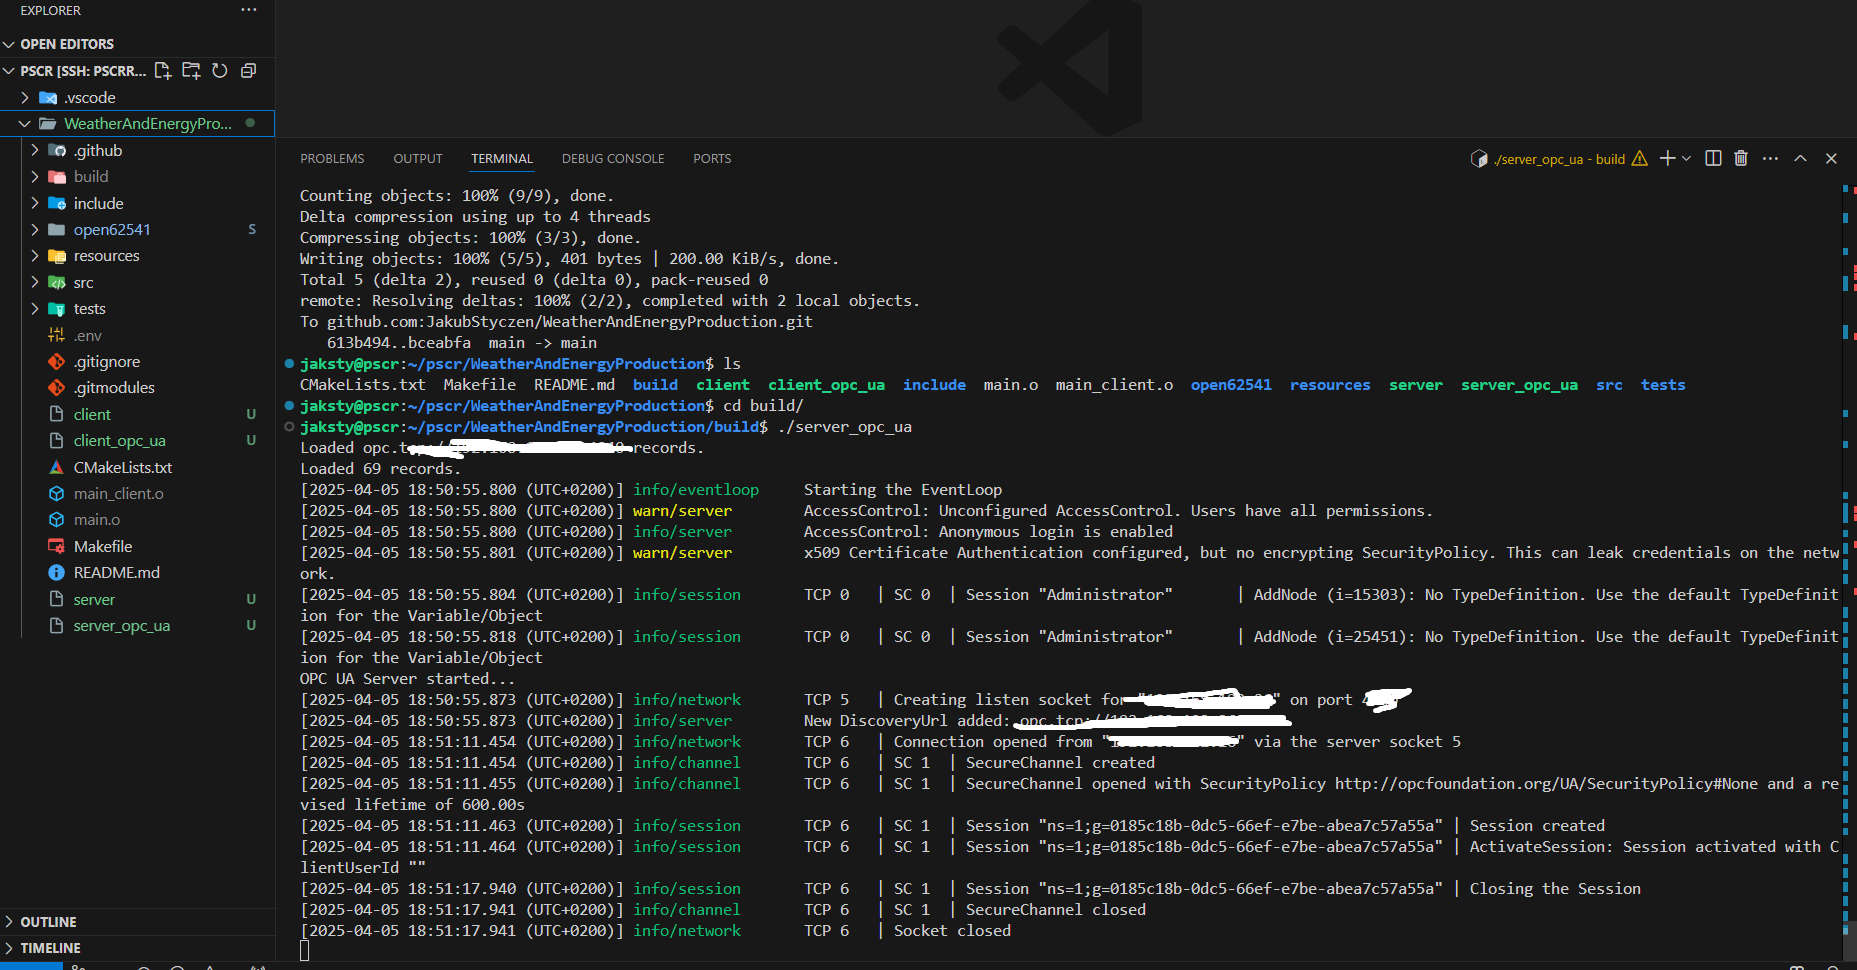 EXPLORER
OPEN EDITORS
PSCR [SSH: PSCRR...
.vscode
WeatherAndEnergyPro...
.github
build
include
open62541 S
resources
src
tests
.env
.gitignore
.gitmodules
client U
client_opc_ua U
CMakeLists.txt
main_client.o
main.o
Makefile
README.md
server U
server_opc_ua U
OUTLINE
TIMELINE
PROBLEMS OUTPUT TERMINAL DEBUG CONSOLE PORTS
./server_opc_ua - build
Counting objects: 100% (9/9), done.
Delta compression using up to 4 threads
Compressing objects: 100% (3/3), done.
Writing objects: 100% (5/5), 401 bytes | 200.00 KiB/s, done.
Total 5 (delta 2), reused 0 (delta 0), pack-reused 0
remote: Resolving deltas: 100% (2/2), completed with 2 local objects.
To github.com:JakubStyczen/WeatherAndEnergyProduction.git
613b494..bceabfa main -> main
jaksty@pscr:~/pscr/WeatherAndEnergyProduction$ ls
CMakeLists.txt Makefile README.md build client client_opc_ua include main.o main_client.o open62541 resources server server_opc_ua src tests
jaksty@pscr:~/pscr/WeatherAndEnergyProduction$ cd build/
jaksty@pscr:~/pscr/WeatherAndEnergyProduction/build$ ./server_opc_ua
Loaded records.
Loaded 69 records.
[2025-04-05 18:50:55.800 (UTC+0200)] info/eventloop Starting the EventLoop
[2025-04-05 18:50:55.800 (UTC+0200)] warn/server AccessControl: Unconfigured AccessControl. Users have all permissions.
[2025-04-05 18:50:55.800 (UTC+0200)] info/server AccessControl: Anonymous login is enabled
[2025-04-05 18:50:55.801 (UTC+0200)] warn/server x509 Certificate Authentication configured, but no encrypting SecurityPolicy. This can leak credentials on the netw
ork.
[2025-04-05 18:50:55.804 (UTC+0200)] info/session TCP 0 | SC 0 | Session "Administrator" | AddNode (i=15303): No TypeDefinition. Use the default TypeDefinit
ion for the Variable/Object
[2025-04-05 18:50:55.818 (UTC+0200)] info/session TCP 0 | SC 0 | Session "Administrator" | AddNode (i=25451): No TypeDefinition. Use the default TypeDefinit
ion for the Variable/Object
OPC UA Server started...
[2025-04-05 18:50:55.873 (UTC+0200)] info/network TCP 5 | Creating listen socket for on port
[2025-04-05 18:50:55.873 (UTC+0200)] info/server New DiscoveryUrl added:
[2025-04-05 18:51:11.454 (UTC+0200)] info/network TCP 6 | Connection opened from via the server socket 5
[2025-04-05 18:51:11.454 (UTC+0200)] info/channel TCP 6 | SC 1 | SecureChannel created
[2025-04-05 18:51:11.455 (UTC+0200)] info/channel TCP 6 | SC 1 | SecureChannel opened with SecurityPolicy http://opcfoundation.org/UA/SecurityPolicy#None and a re
vised lifetime of 600.00s
[2025-04-05 18:51:11.463 (UTC+0200)] info/session TCP 6 | SC 1 | Session "ns=1;g=0185c18b-0dc5-66ef-e7be-abea7c57a55a" | Session created
[2025-04-05 18:51:11.464 (UTC+0200)] info/session TCP 6 | SC 1 | Session "ns=1;g=0185c18b-0dc5-66ef-e7be-abea7c57a55a" | ActivateSession: Session activated with C
lientUserId ""
[2025-04-05 18:51:17.940 (UTC+0200)] info/session TCP 6 | SC 1 | Session "ns=1;g=0185c18b-0dc5-66ef-e7be-abea7c57a55a" | Closing the Session
[2025-04-05 18:51:17.941 (UTC+0200)] info/channel TCP 6 | SC 1 | SecureChannel closed
[2025-04-05 18:51:17.941 (UTC+0200)] info/network TCP 6 | Socket closed